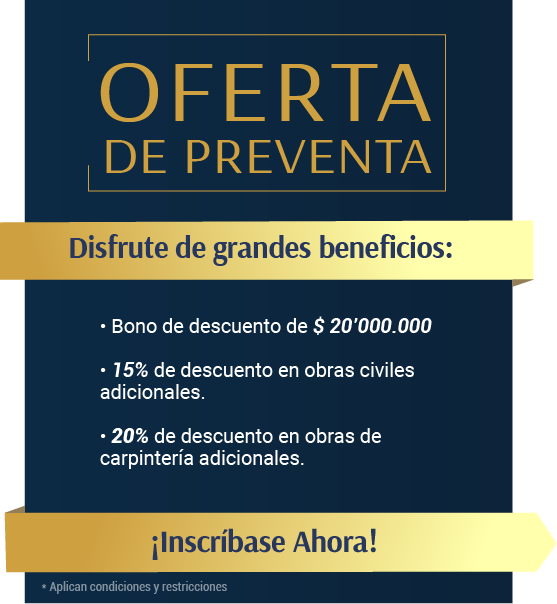 OFERTA
DE PREVENTA
Disfrute de grandes beneficios:
• Bono de descuento de $ 20'000.000
• 15% de descuento en obras civiles
adicionales.
• 20% de descuento en obras de
carpintería adicionales.
¡Inscríbase Ahora!
* Aplican condiciones y restricciones